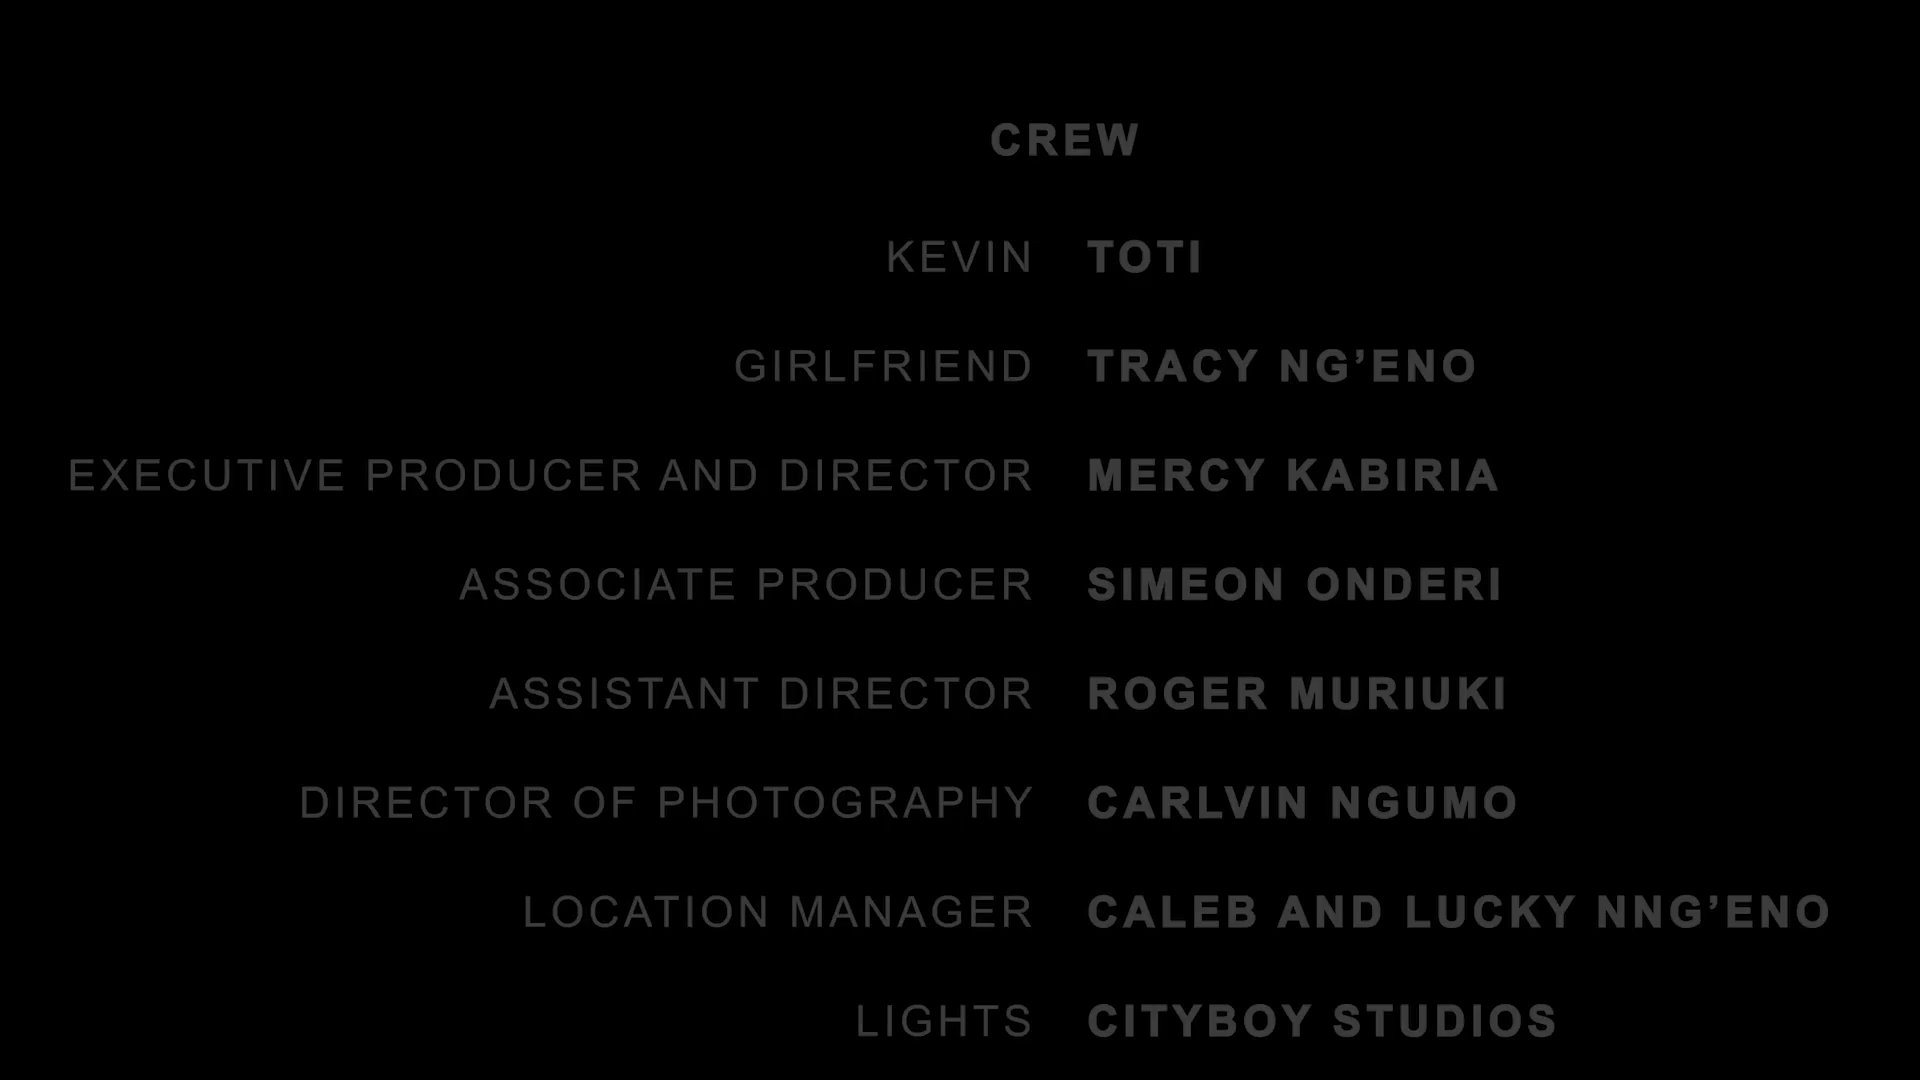 CREW
KEVIN TOTI
GIRLFRIEND TRACY NG’ENO
EXECUTIVE PRODUCER AND DIRECTOR MERCY KABIRIA
ASSOCIATE PRODUCER SIMEON ONDERI
ASSISTANT DIRECTOR ROGER MURIUKI
DIRECTOR OF PHOTOGRAPHY CARLVIN NGUMO
LOCATION MANAGER CALEB AND LUCKY NNG’ENO
LIGHTS CITYBOY STUDIOS